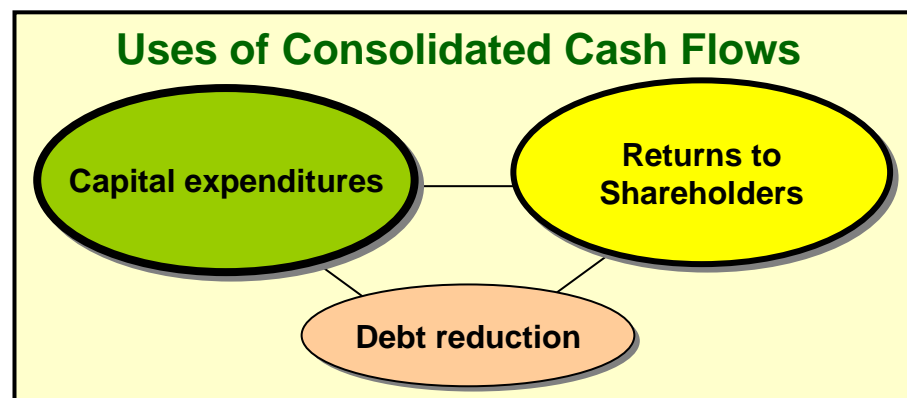 Uses of Consolidated Cash Flows
Capital expenditures
Returns to
Shareholders
Debt reduction